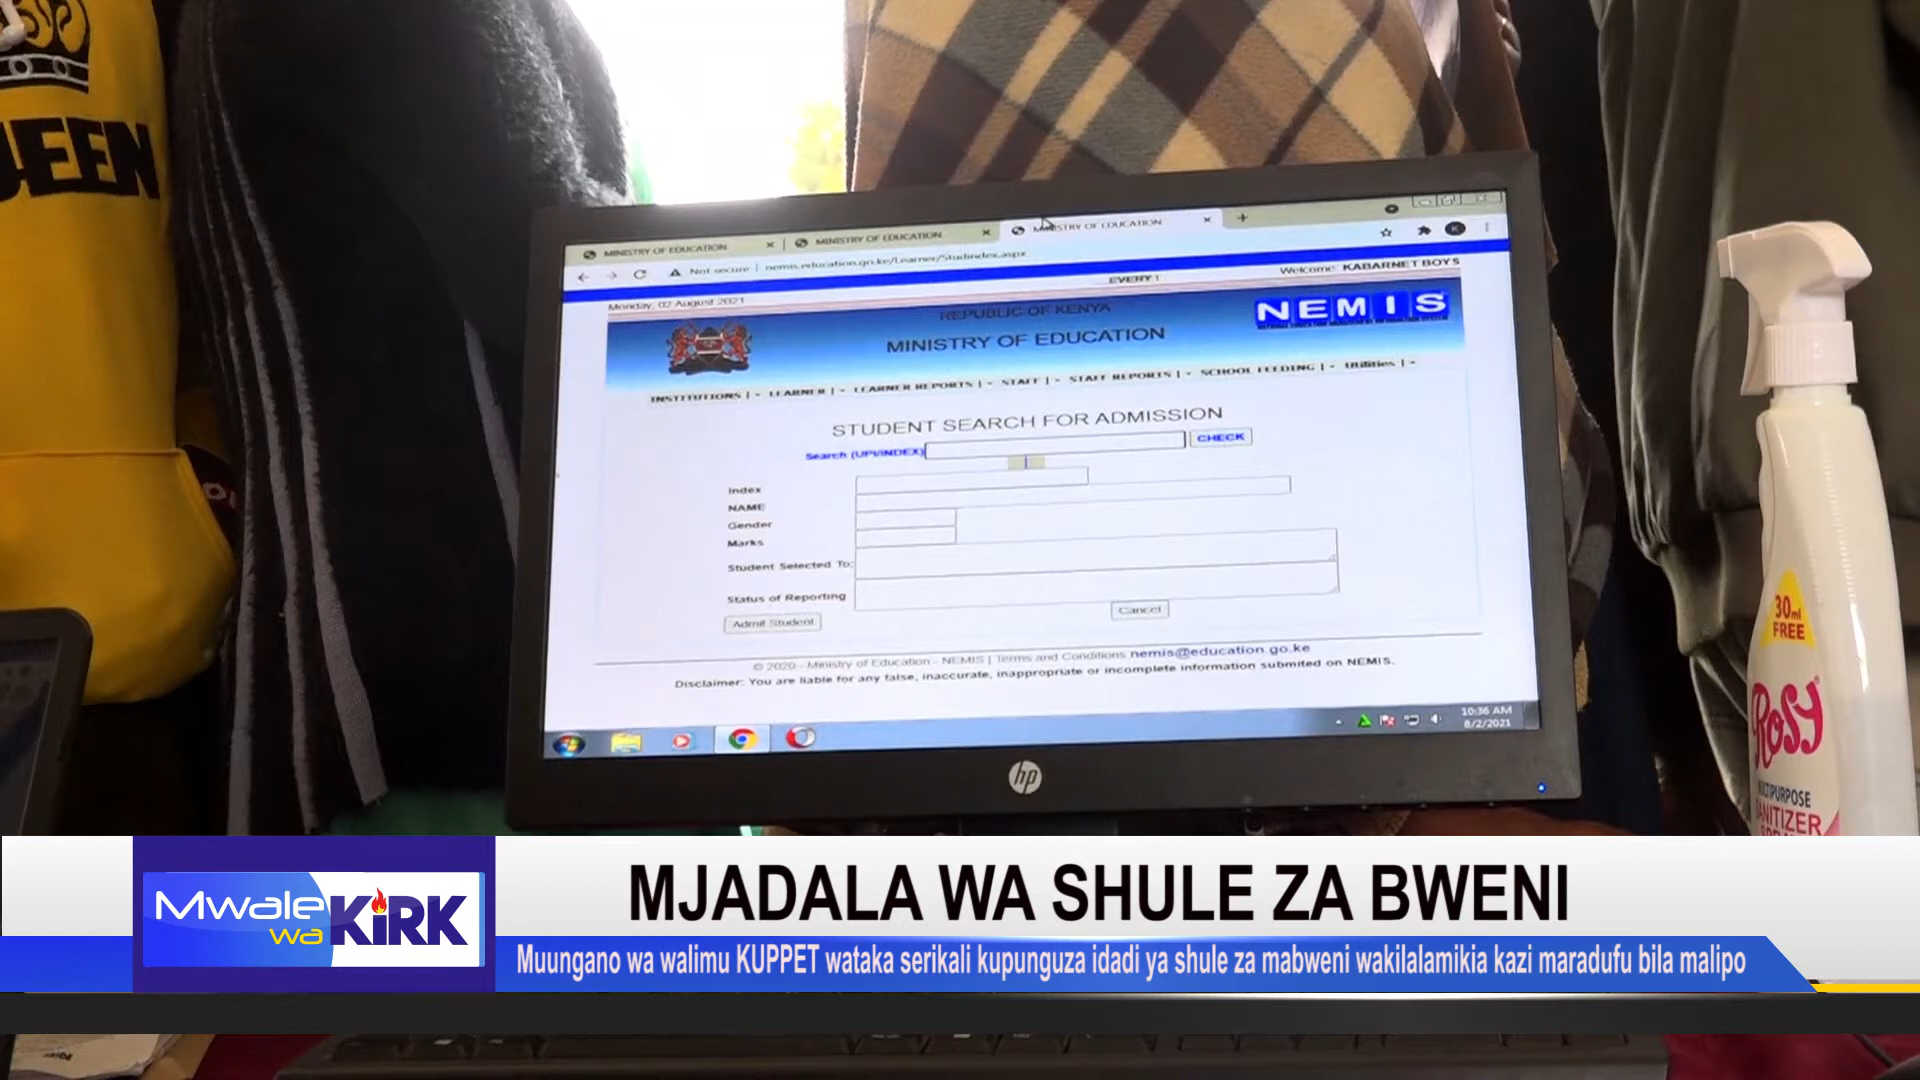 QUEEN
MINISTRY OF EDUCATION
MINISTRY OF EDUCATION
MINISTRY OF EDUCATION
Not secure | nemis.education.go.ke/Learner/Studindex.aspx
Monday, 02 August 2021
EVERY
Welcome: KABARNET BOYS
REPUBLIC OF KENYA
MINISTRY OF EDUCATION
NEMIS
INSTITUTIONS | LEARNER | LEARNER REPORTS | STAFF | STAFF REPORTS | SCHOOL FEEDING | Utilities |
STUDENT SEARCH FOR ADMISSION
Search (UPI/INDEX)
CHECK
Index
NAME
Gender
Marks
Student Selected To:
Status of Reporting
Admit Student
Cancel
© 2020 - Ministry of Education - NEMIS | Terms and Conditions nemis@education.go.ke
Disclaimer: You are liable for any false, inaccurate, inappropriate or incomplete information submited on NEMIS.
10:36 AM
8/2/2021
hp
30ml
FREE
Rosy
MULTIPURPOSE
SANITIZER
Mwale
wa
KiRK
MJADALA WA SHULE ZA BWENI
Muungano wa walimu KUPPET wataka serikali kupunguza idadi ya shule za mabweni wakilalamikia kazi maradufu bila malipo